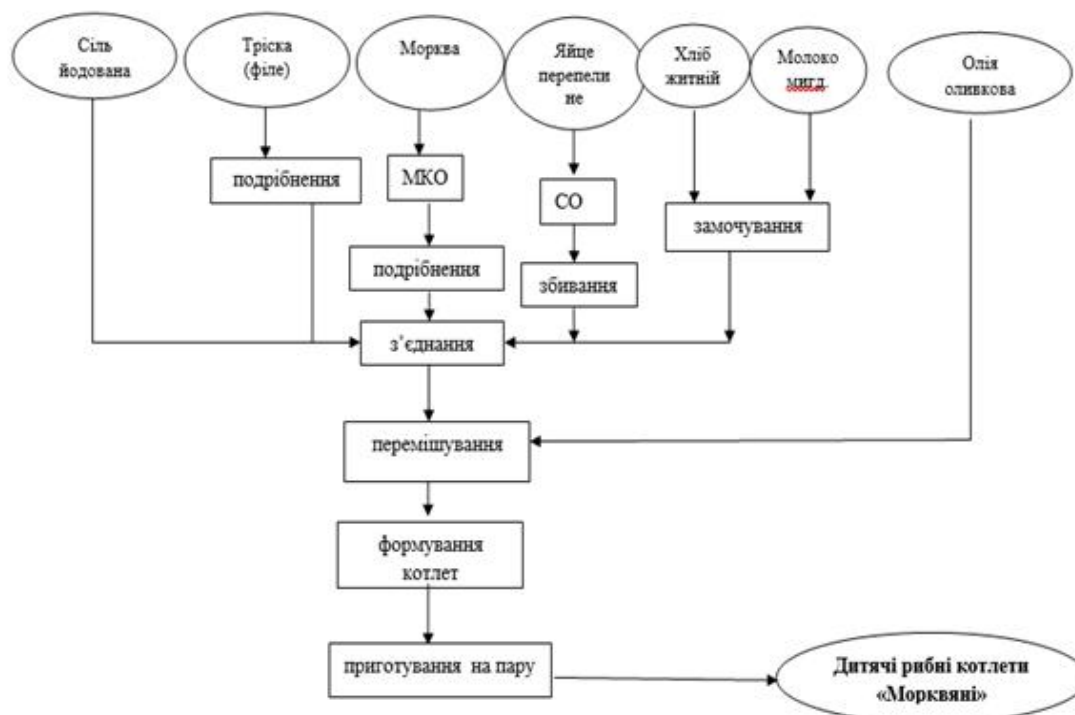 Сіль
йодована
Тріска
(філе)
Морква
Яйце
перепели
не
Хліб
житній
Молоко
мигд
Олія
оливкова
подрібнення
МКО
СО
замочування
подрібнення
збивання
з’єднання
перемішування
формування
котлет
приготування на пару
Дитячі рибні котлети
«Морквяні»